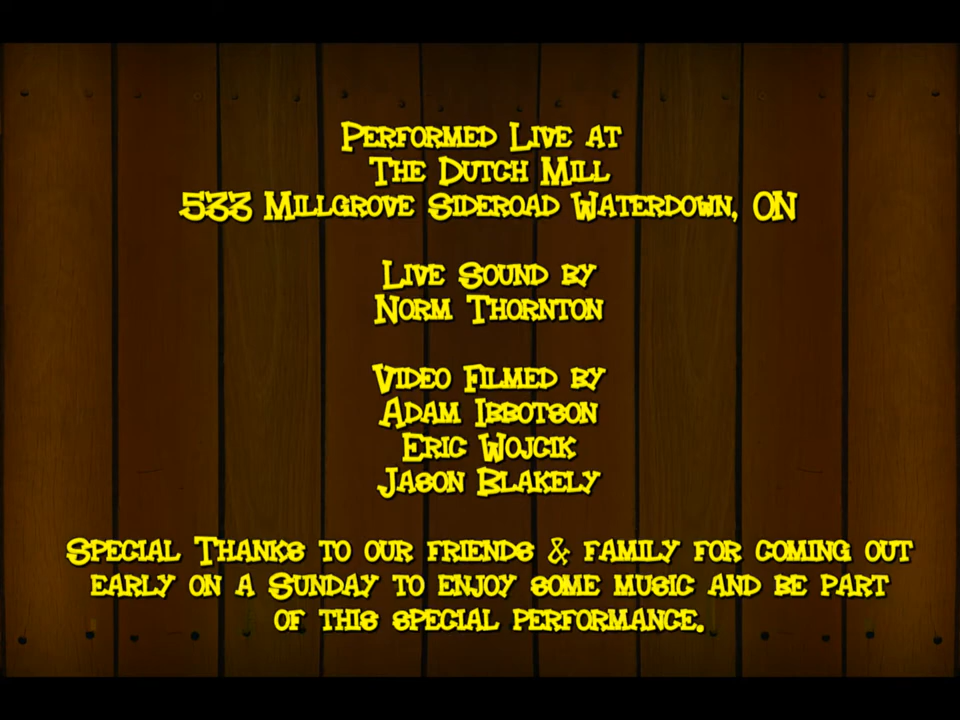 Performed Live at
The Dutch Mill
533 Millgrove Sideroad Waterdown, ON
Live Sound by
Norm Thornton
Video Filmed by
Adam Ibbotson
Eric Wojcik
Jason Blakely
Special Thanks to our friends & family for coming out
early on a Sunday to enjoy some music and be part
of this special performance.